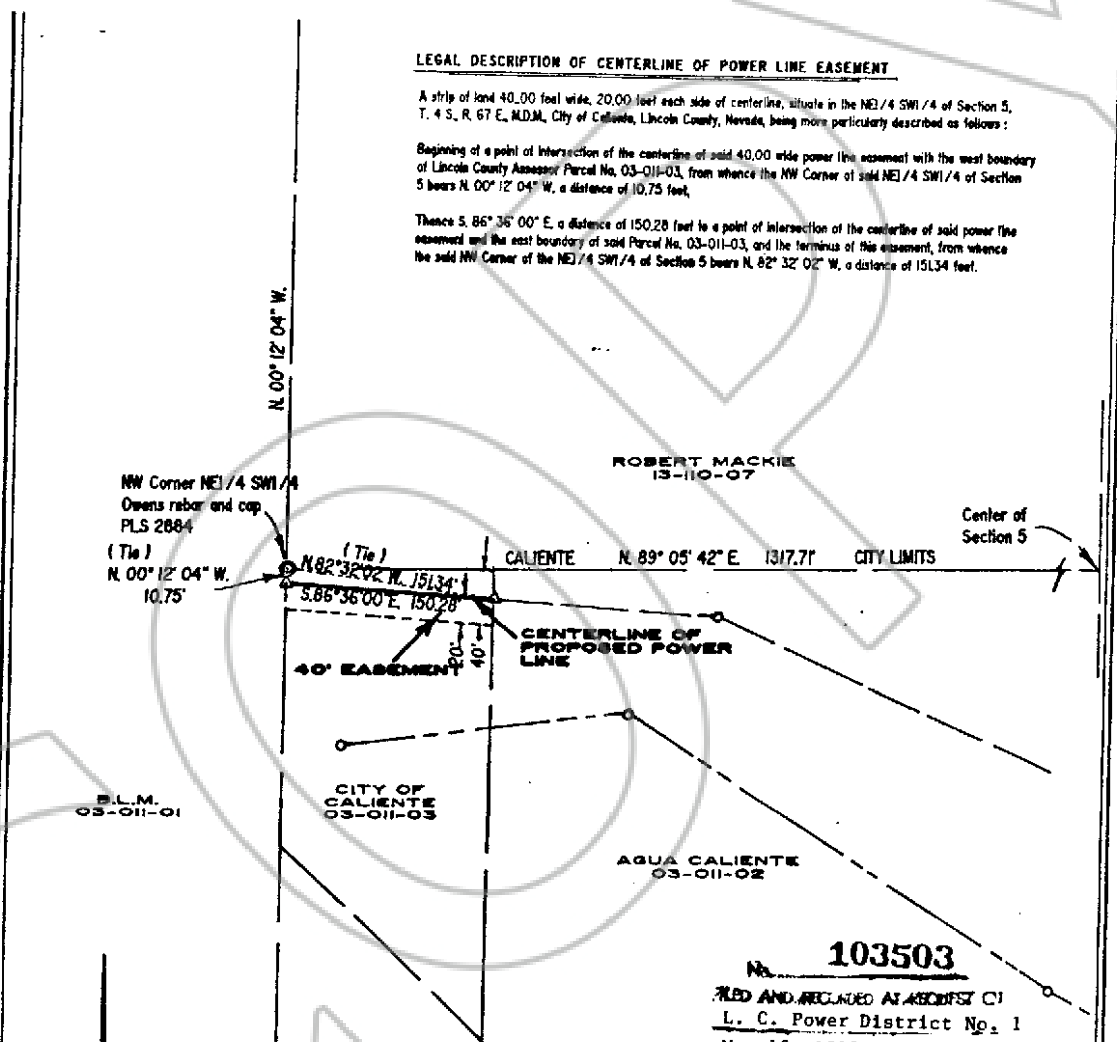 LEGAL DESCRIPTION OF CENTERLINE OF POWER LINE EASEMENT
A strip of land 40.00 feet wide, 20.00 feet each side of centerline, situate in the NE1/4 SW1/4 of Section 5,
T. 4 S., R. 67 E., M.D.M., City of Caliente, Lincoln County, Nevada, being more particularly described as follows :
Beginning at a point of intersection of the centerline of said 40.00 wide power line easement with the west boundary
of Lincoln County Assessor Parcel No. 03-011-03, from whence the NW Corner of said NE1/4 SW1/4 of Section
5 bears N. 00° 12' 04" W., a distance of 10.75 feet,
Thence S. 86° 36' 00" E., a distance of 150.28 feet to a point of intersection of the centerline of said power line
easement and the east boundary of said Parcel No. 03-011-03, and the terminus of this easement, from whence
the said NW Corner of the NE1/4 SW1/4 of Section 5 bears N. 82° 32' 02" W., a distance of 151.34 feet.
N. 00° 12' 04" W.
ROBERT MACKIE
13-110-07
NW Corner NE1/4 SW1/4
Owens rebar and cap
PLS 2884
( Tie )
N. 00° 12' 04" W.
10.75'
Center of
Section 5
( Tie )
N.82°32'02" W. 151.34'
CALIENTE N. 89° 05' 42" E. 1317.71' CITY LIMITS
S.86°36'00"E. 150.28'
CENTERLINE OF
PROPOSED POWER
LINE
40' EASEMENT
20'
40'
B.L.M.
03-011-01
CITY OF
CALIENTE
03-011-03
AGUA CALIENTE
03-011-02
No. 103503
FILED AND RECORDED AT REQUEST OF
L. C. Power District No. 1